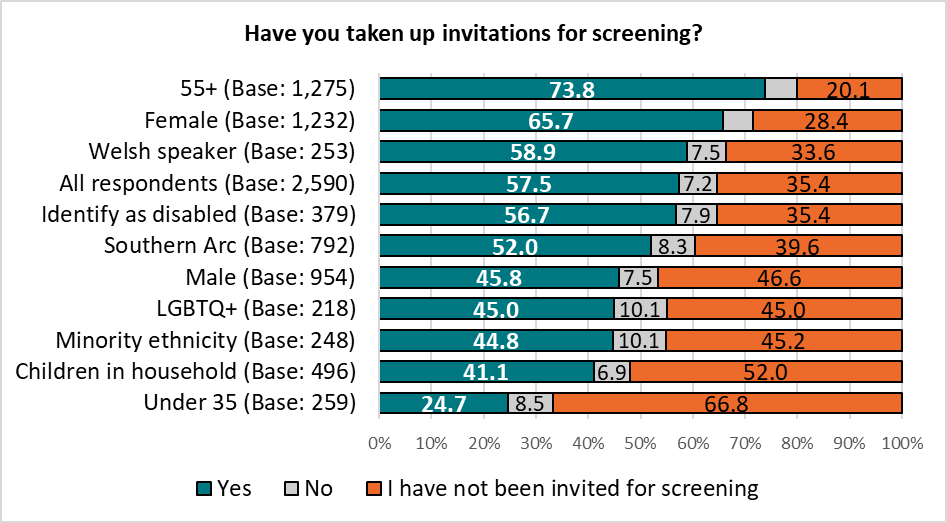 Have you taken up invitations for screening?
55+ (Base: 1,275) 73.8 20.1
Female (Base: 1,232) 65.7 28.4
Welsh speaker (Base: 253) 58.9 7.5 33.6
All respondents (Base: 2,590) 57.5 7.2 35.4
Identify as disabled (Base: 379) 56.7 7.9 35.4
Southern Arc (Base: 792) 52.0 8.3 39.6
Male (Base: 954) 45.8 7.5 46.6
LGBTQ+ (Base: 218) 45.0 10.1 45.0
Minority ethnicity (Base: 248) 44.8 10.1 45.2
Children in household (Base: 496) 41.1 6.9 52.0
Under 35 (Base: 259) 24.7 8.5 66.8
0% 10% 20% 30% 40% 50% 60% 70% 80% 90% 100%
Yes No I have not been invited for screening